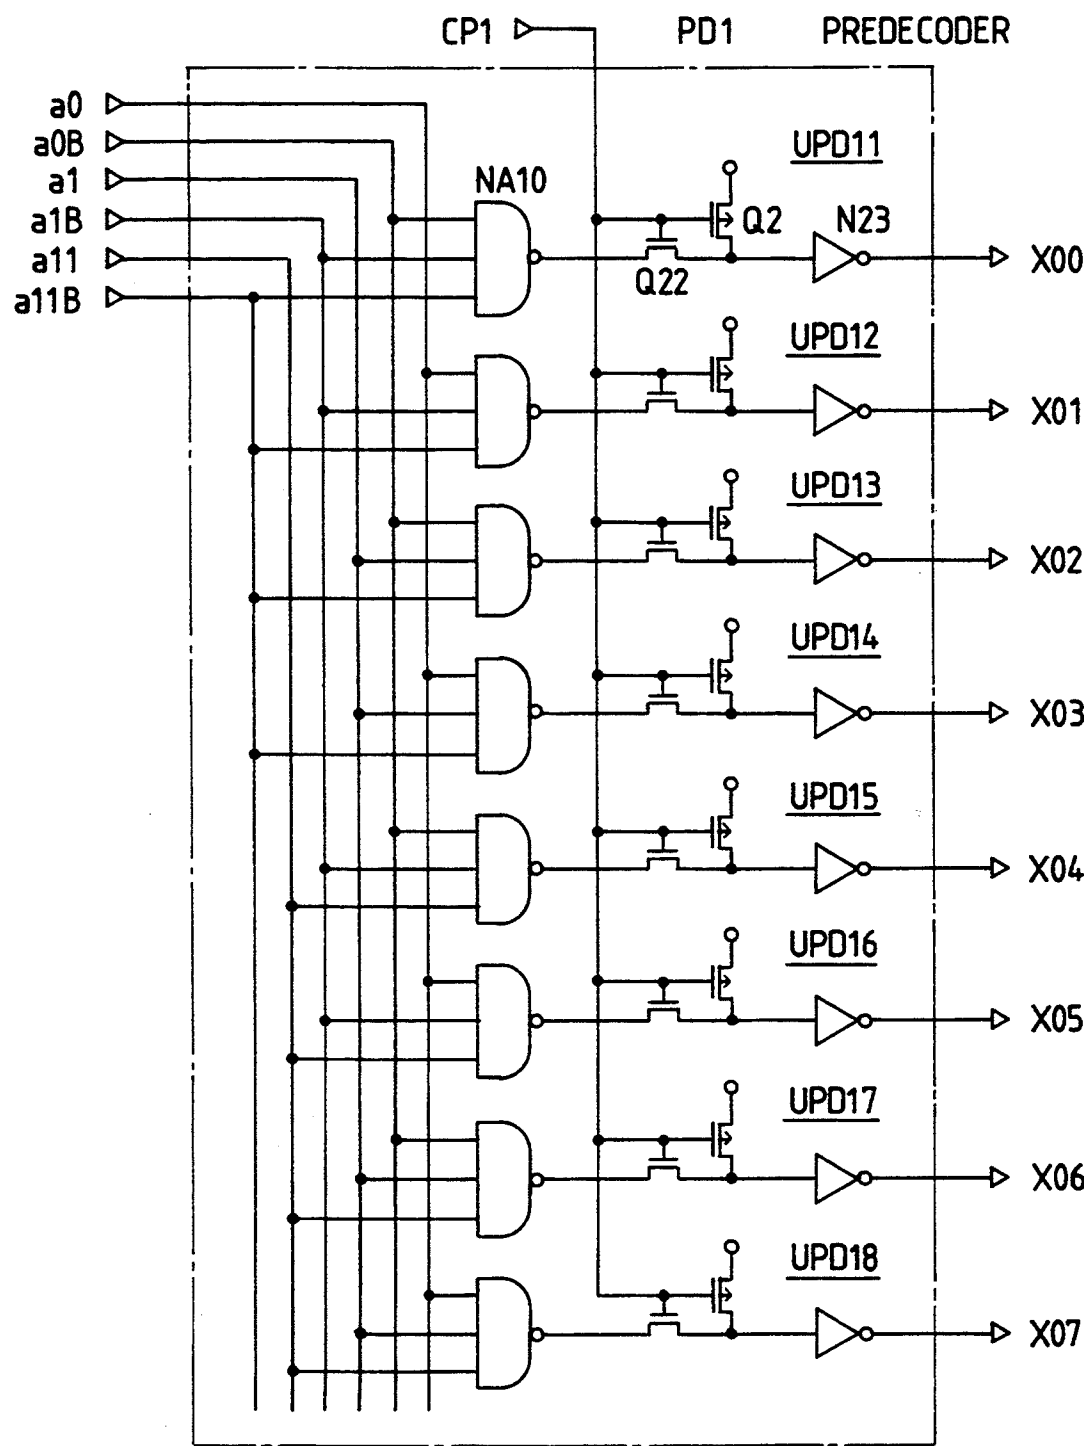 CP1 PD1 PREDECODER
a0
a0B
a1
a1B
a11
a11B
NA10
UPD11
Q2
N23
Q22
X00
UPD12
X01
UPD13
X02
UPD14
X03
UPD15
X04
UPD16
X05
UPD17
X06
UPD18
X07